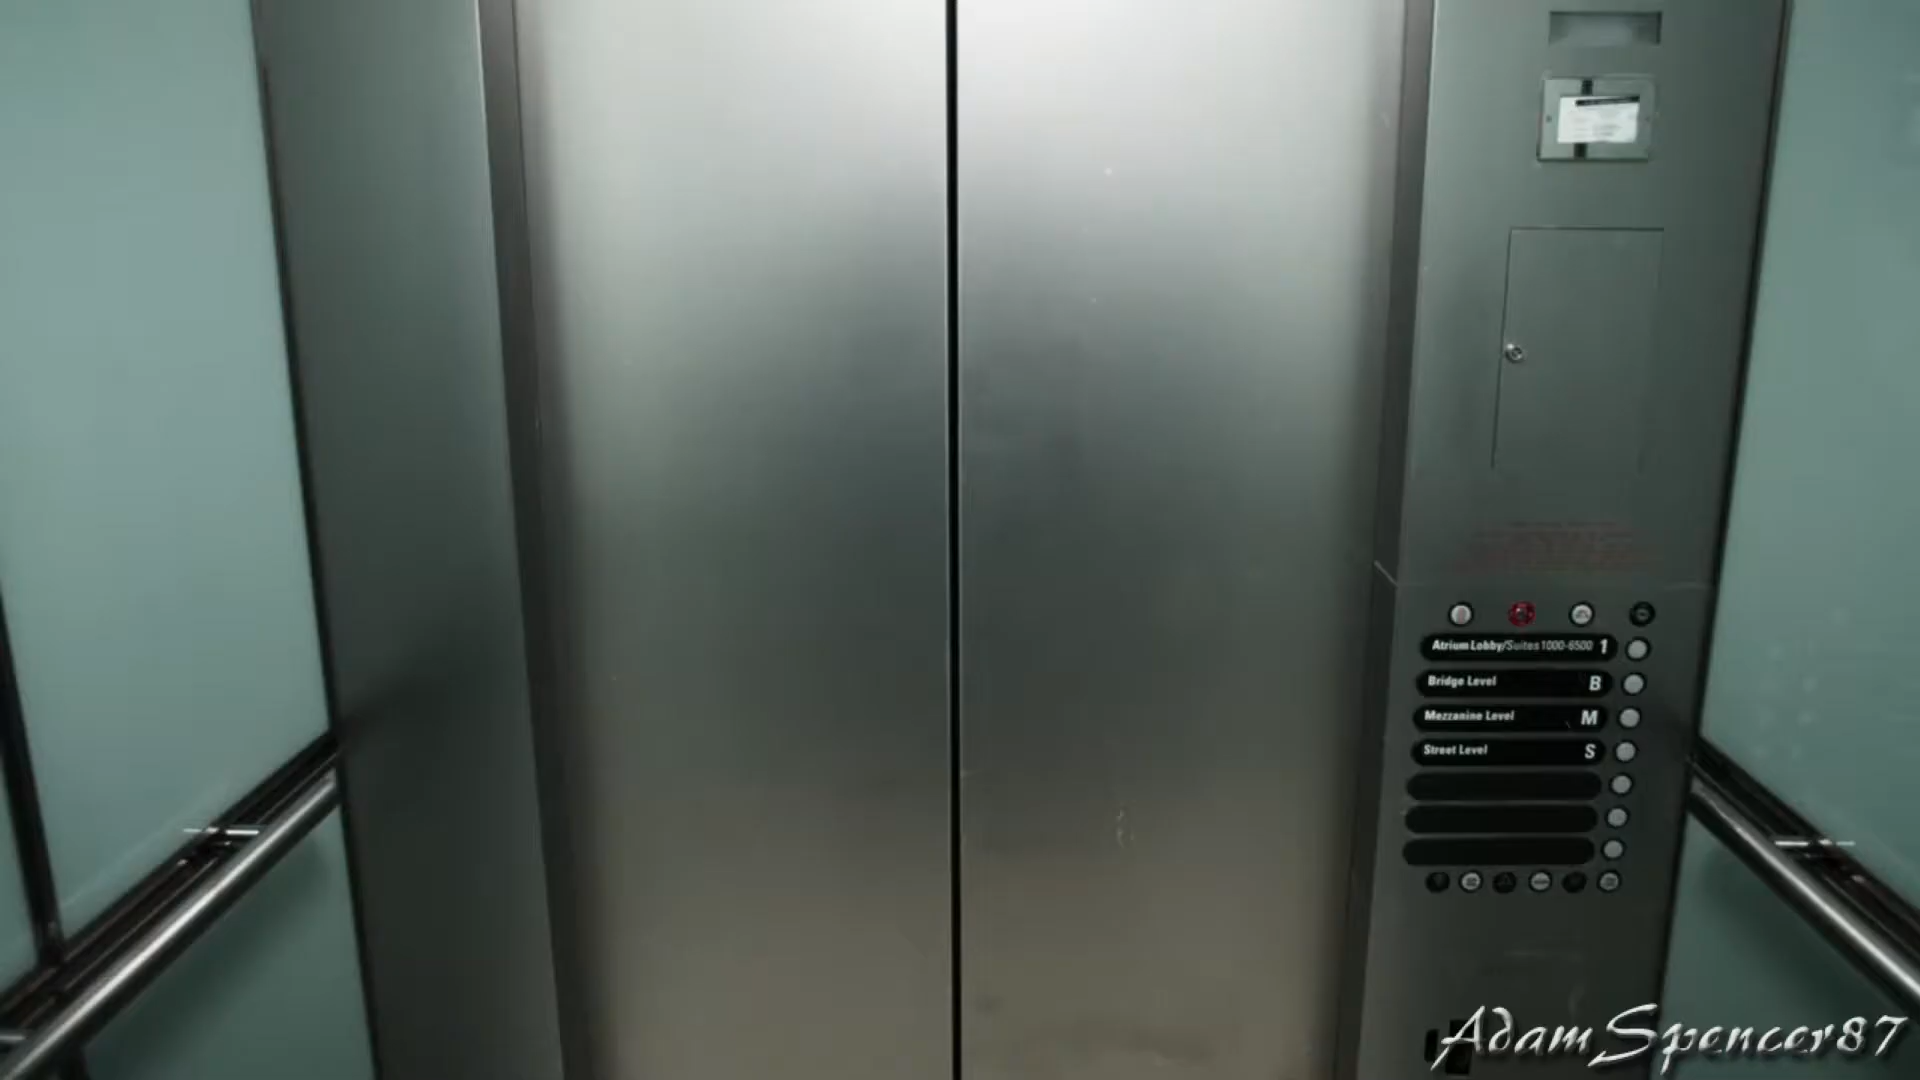 Atrium Lobby/Suites 1000-6500 1
Bridge Level B
Mezzanine Level M
Street Level S
AdamSpencer87